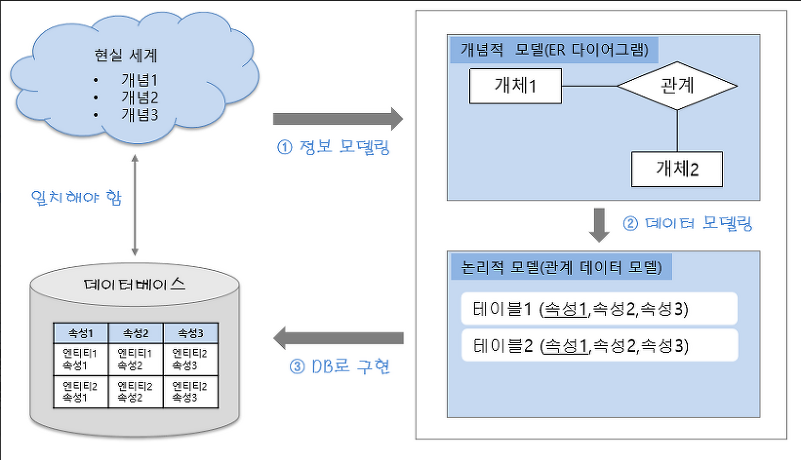 현실 세계
• 개념1
• 개념2
• 개념3
① 정보 모델링
개념적 모델(ER 다이어그램)
개체1
관계
개체2
② 데이터 모델링
논리적 모델(관계 데이터 모델)
테이블1 (속성1,속성2,속성3)
테이블2 (속성1,속성2,속성3)
③ DB로 구현
일치해야 함
데이터베이스
속성1 속성2 속성3
엔티티1 엔티티1 엔티티2
속성1 속성2 속성3
엔티티2 엔티티2 엔티티2
속성1 속성2 속성3